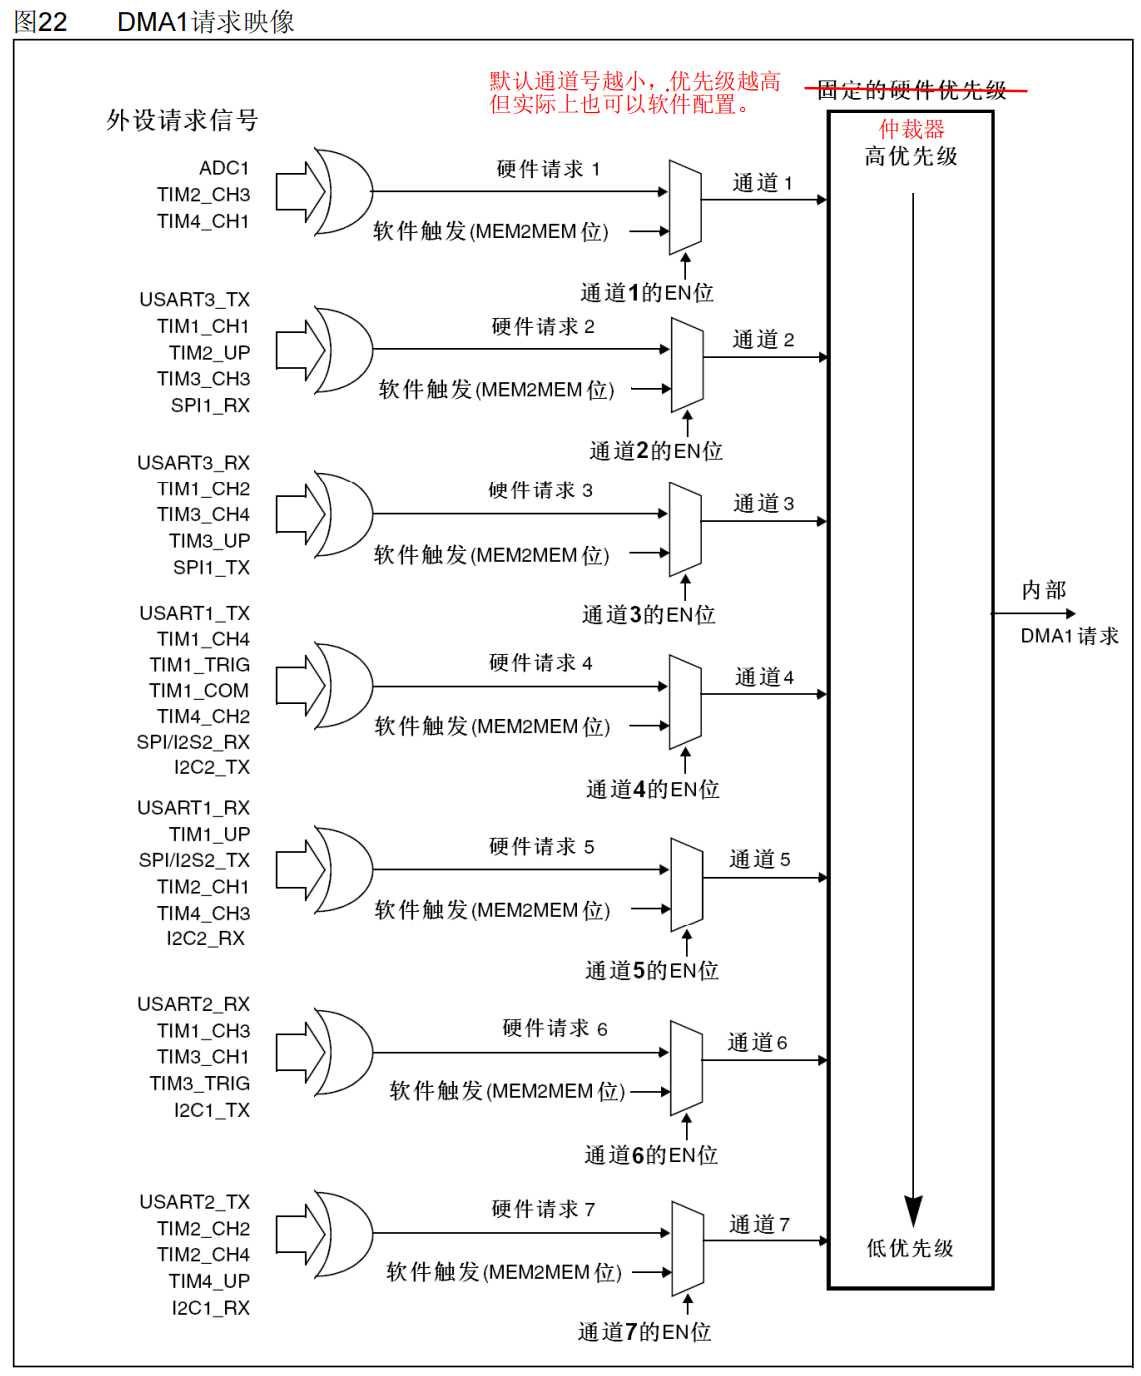 图22 DMA1请求映像
默认通道号越小，优先级越高
但实际上也可以软件配置。
固定的硬件优先级
外设请求信号
仲裁器
高优先级
ADC1
TIM2_CH3
TIM4_CH1
硬件请求 1
软件触发(MEM2MEM 位)
通道1
通道1的EN位
USART3_TX
TIM1_CH1
TIM2_UP
TIM3_CH3
SPI1_RX
硬件请求 2
软件触发(MEM2MEM 位)
通道2
通道2的EN位
USART3_RX
TIM1_CH2
TIM3_CH4
TIM3_UP
SPI1_TX
硬件请求 3
软件触发(MEM2MEM 位)
通道3
通道3的EN位
内部
DMA1请求
USART1_TX
TIM1_CH4
TIM1_TRIG
TIM1_COM
TIM4_CH2
SPI/I2S2_RX
I2C2_TX
硬件请求 4
软件触发(MEM2MEM 位)
通道4
通道4的EN位
USART1_RX
TIM1_UP
SPI/I2S2_TX
TIM2_CH1
TIM4_CH3
I2C2_RX
硬件请求 5
软件触发(MEM2MEM 位)
通道5
通道5的EN位
USART2_RX
TIM1_CH3
TIM3_CH1
TIM3_TRIG
I2C1_TX
硬件请求 6
软件触发(MEM2MEM 位)
通道6
通道6的EN位
USART2_TX
TIM2_CH2
TIM2_CH4
TIM4_UP
I2C1_RX
硬件请求 7
软件触发(MEM2MEM 位)
通道7
通道7的EN位
低优先级